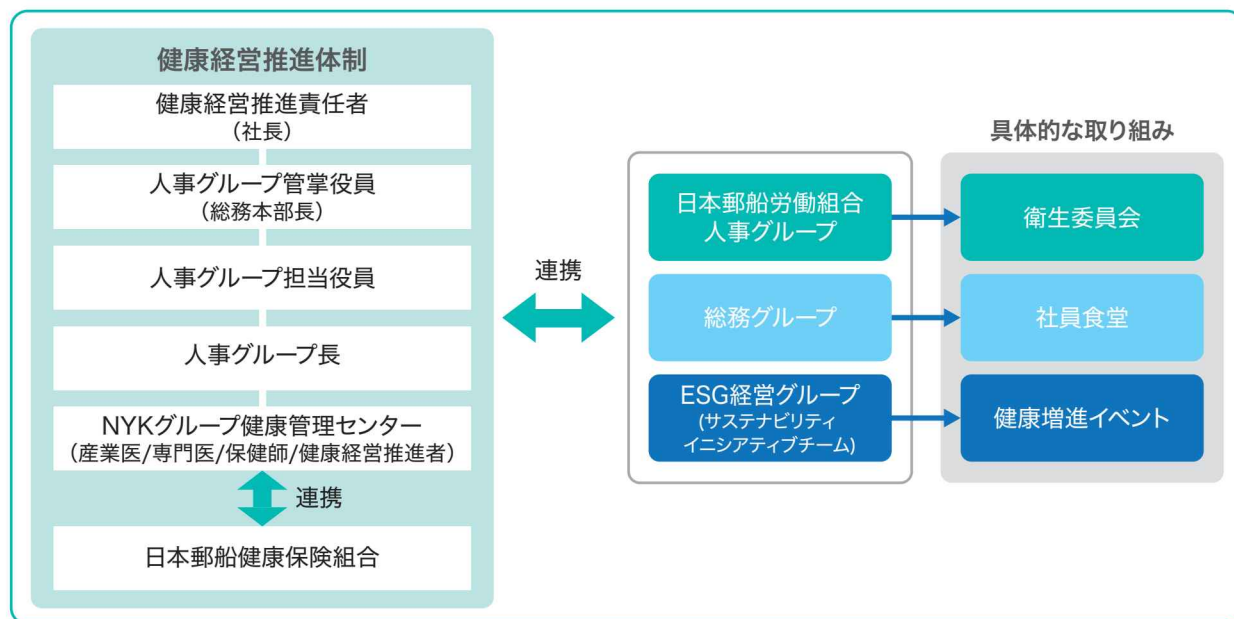 健康経営推進体制
健康経営推進責任者
（社長）
人事グループ管掌役員
（総務本部長）
人事グループ担当役員
人事グループ長
NYKグループ健康管理センター
（産業医/専門医/保健師/健康経営推進者）
連携
日本郵船健康保険組合
連携
日本郵船労働組合
人事グループ
総務グループ
ESG経営グループ
(サステナビリティ
イニシアティブチーム)
具体的な取り組み
衛生委員会
社員食堂
健康増進イベント